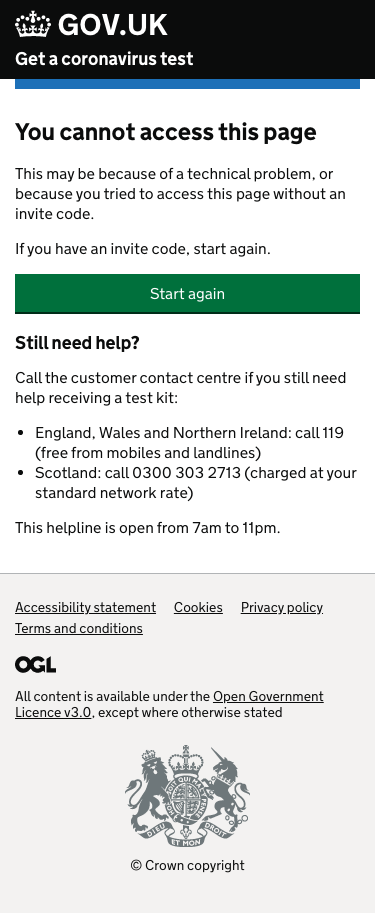 GOV.UK
Get a coronavirus test
You cannot access this page
This may be because of a technical problem, or
because you tried to access this page without an
invite code.
If you have an invite code, start again.
Start again
Still need help?
Call the customer contact centre if you still need
help receiving a test kit:
• England, Wales and Northern Ireland: call 119
(free from mobiles and landlines)
• Scotland: call 0300 303 2713 (charged at your
standard network rate)
This helpline is open from 7am to 11pm.
Accessibility statement Cookies Privacy policy
Terms and conditions
OGL
All content is available under the Open Government
Licence v3.0, except where otherwise stated
DIEU ET MON DROIT
© Crown copyright